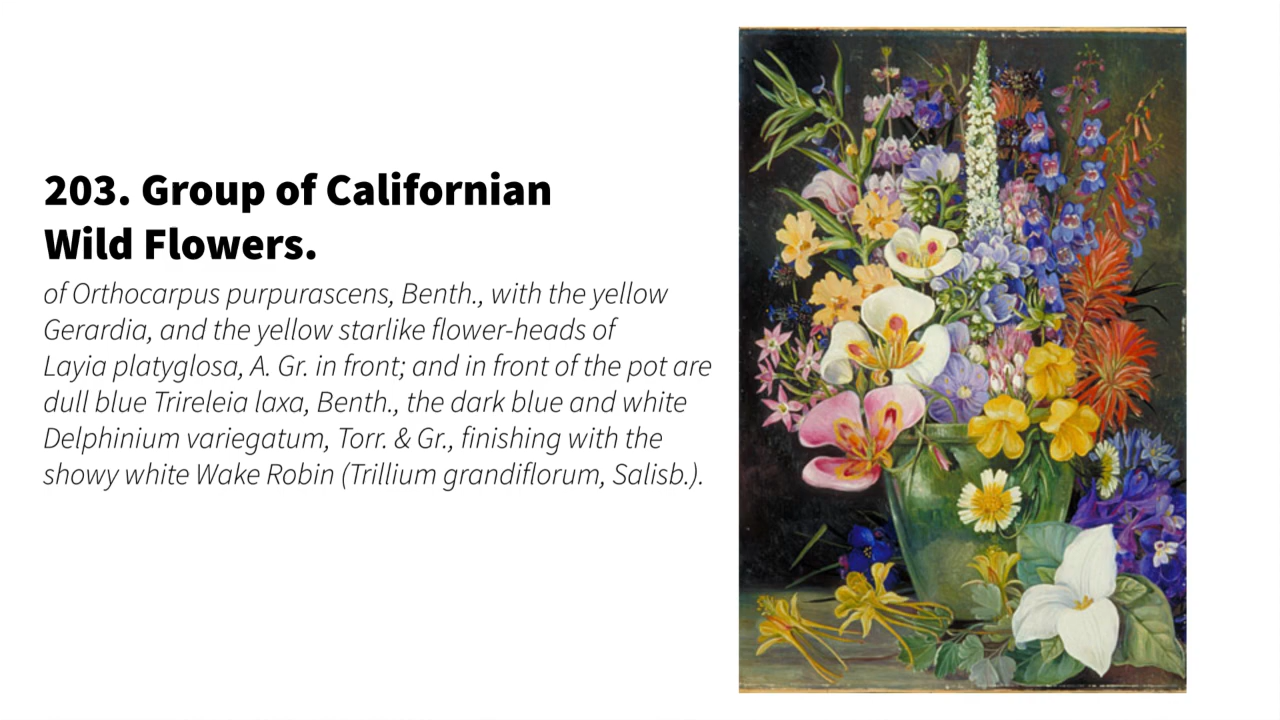 203. Group of Californian
Wild Flowers.
of Orthocarpus purpurascens, Benth., with the yellow
Gerardia, and the yellow starlike flower-heads of
Layia platyglosa, A. Gr. in front; and in front of the pot are
dull blue Trireleia laxa, Benth., the dark blue and white
Delphinium variegatum, Torr. & Gr., finishing with the
showy white Wake Robin (Trillium grandiflorum, Salisb.).